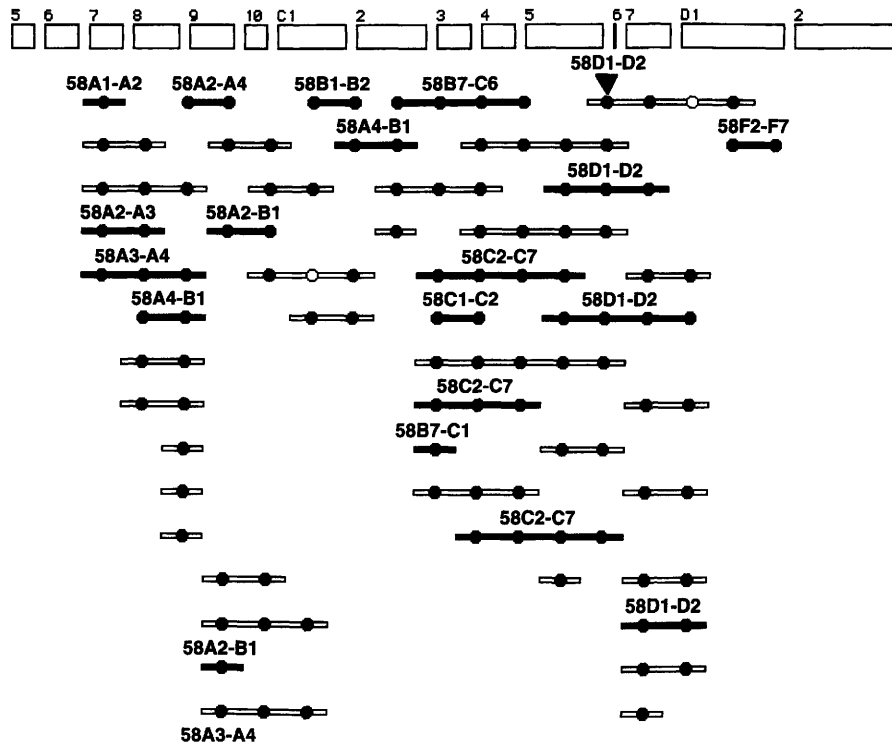 5 6 7 8 9 10 C1 2 3 4 5 6 7 D1 2
58D1-D2
58A1-A2 58A2-A4 58B1-B2 58B7-C6
58A4-B1 58F2-F7
58D1-D2
58A2-A3 58A2-B1
58A3-A4 58C2-C7
58A4-B1 58C1-C2 58D1-D2
58C2-C7
58B7-C1
58C2-C7
58D1-D2
58A2-B1
58A3-A4